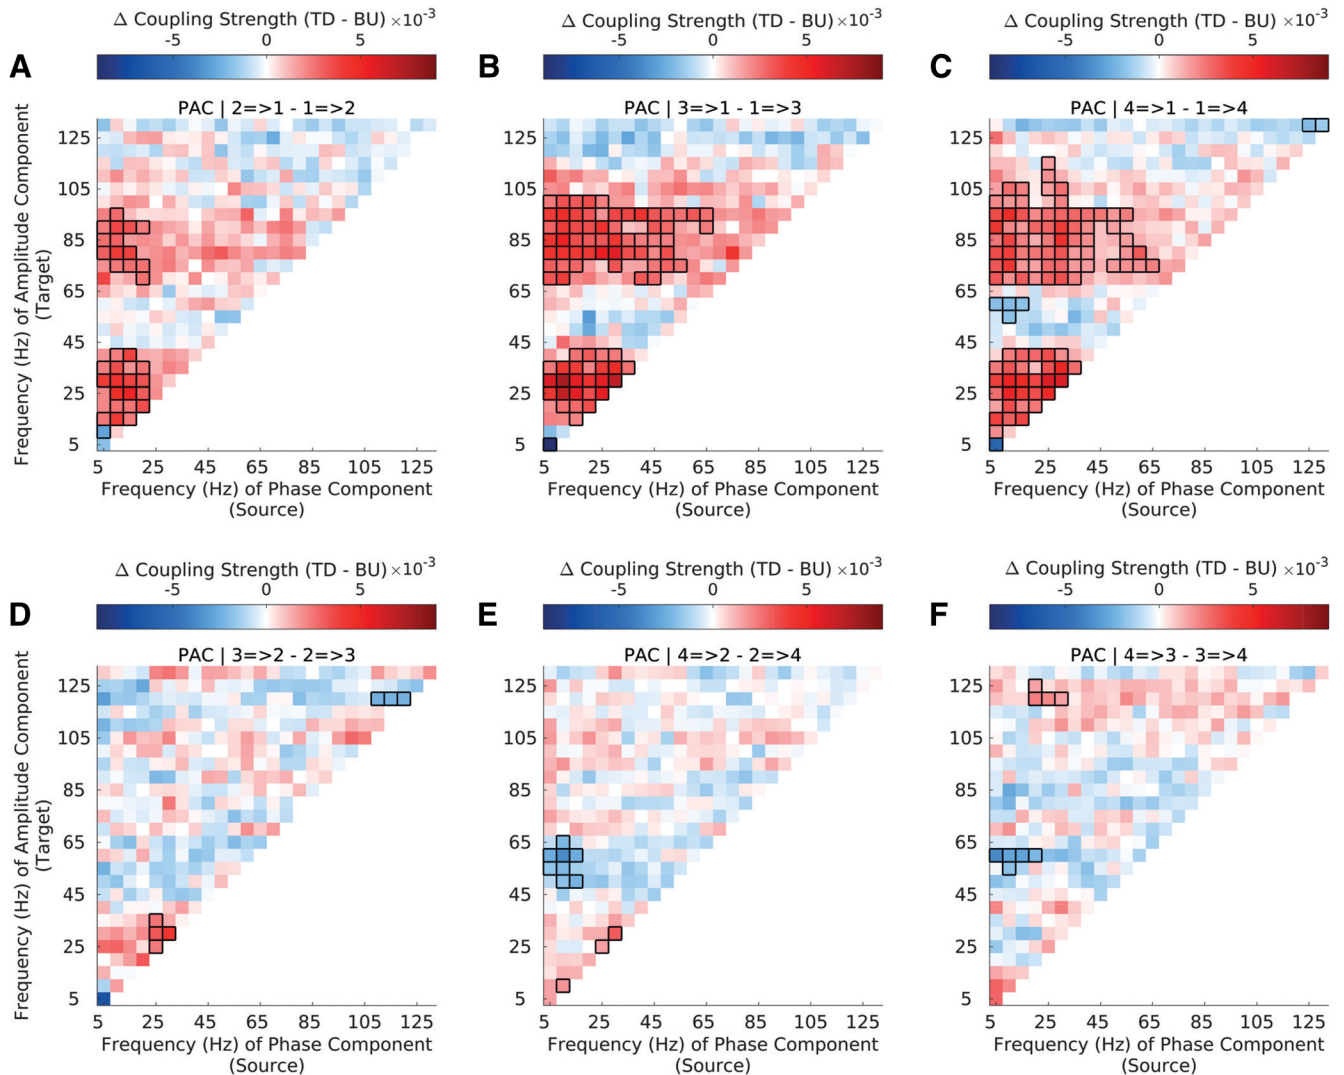 Δ Coupling Strength (TD - BU) ×10⁻³
-5 0 5
A
PAC | 2=>1 - 1=>2
Frequency (Hz) of Amplitude Component
(Target)
125
105
85
65
45
25
5
5 25 45 65 85 105 125
Frequency (Hz) of Phase Component
(Source)
Δ Coupling Strength (TD - BU) ×10⁻³
-5 0 5
B
PAC | 3=>1 - 1=>3
125
105
85
65
45
25
5
5 25 45 65 85 105 125
Frequency (Hz) of Phase Component
(Source)
Δ Coupling Strength (TD - BU) ×10⁻³
-5 0 5
C
PAC | 4=>1 - 1=>4
125
105
85
65
45
25
5
5 25 45 65 85 105 125
Frequency (Hz) of Phase Component
(Source)
Δ Coupling Strength (TD - BU) ×10⁻³
-5 0 5
D
PAC | 3=>2 - 2=>3
Frequency (Hz) of Amplitude Component
(Target)
125
105
85
65
45
25
5
5 25 45 65 85 105 125
Frequency (Hz) of Phase Component
(Source)
Δ Coupling Strength (TD - BU) ×10⁻³
-5 0 5
E
PAC | 4=>2 - 2=>4
125
105
85
65
45
25
5
5 25 45 65 85 105 125
Frequency (Hz) of Phase Component
(Source)
Δ Coupling Strength (TD - BU) ×10⁻³
-5 0 5
F
PAC | 4=>3 - 3=>4
125
105
85
65
45
25
5
5 25 45 65 85 105 125
Frequency (Hz) of Phase Component
(Source)